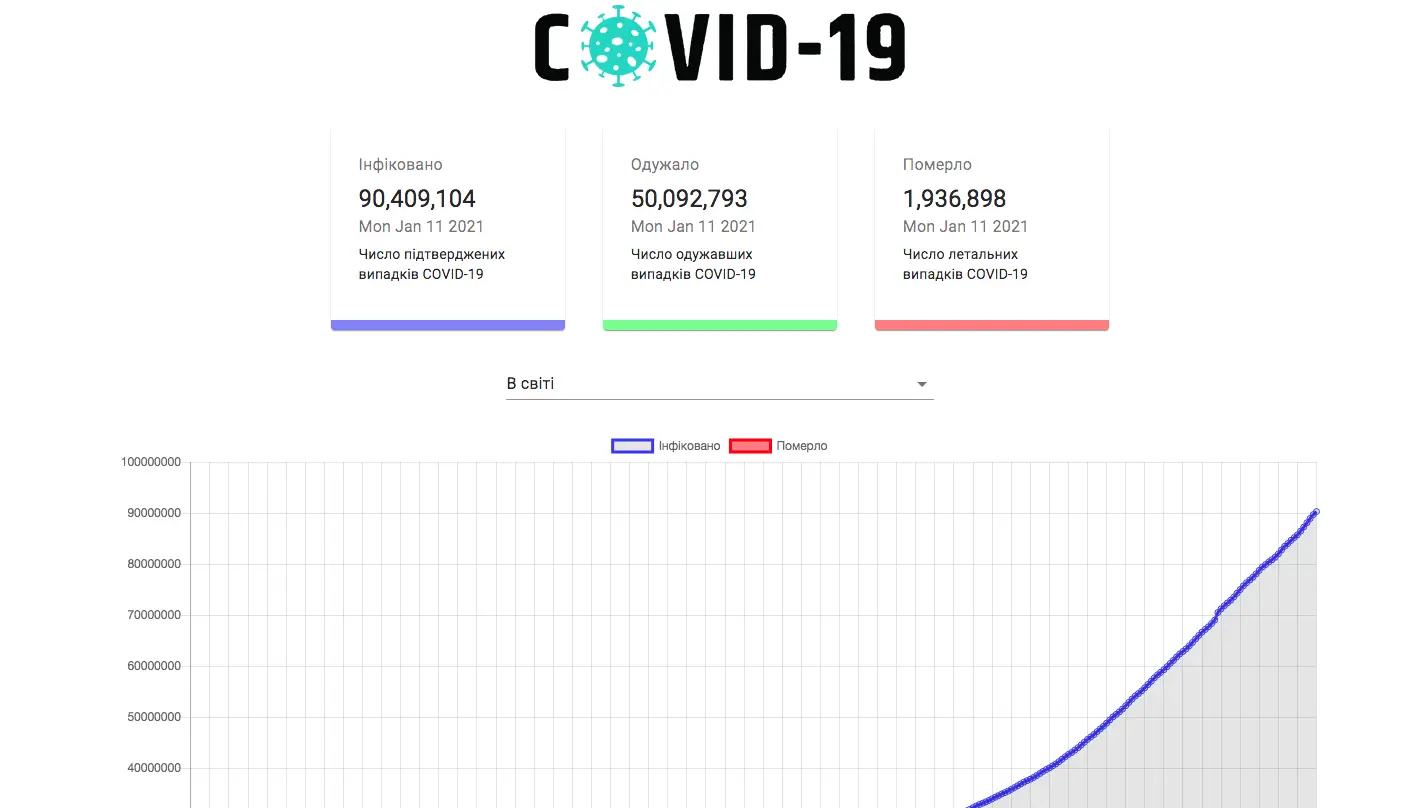 COVID-19
Інфіковано
90,409,104
Mon Jan 11 2021
Число підтверджених
випадків COVID-19
Одужало
50,092,793
Mon Jan 11 2021
Число одужавших
випадків COVID-19
Померло
1,936,898
Mon Jan 11 2021
Число летальних
випадків COVID-19
В світі
Інфіковано Померло
100000000
90000000
80000000
70000000
60000000
50000000
40000000